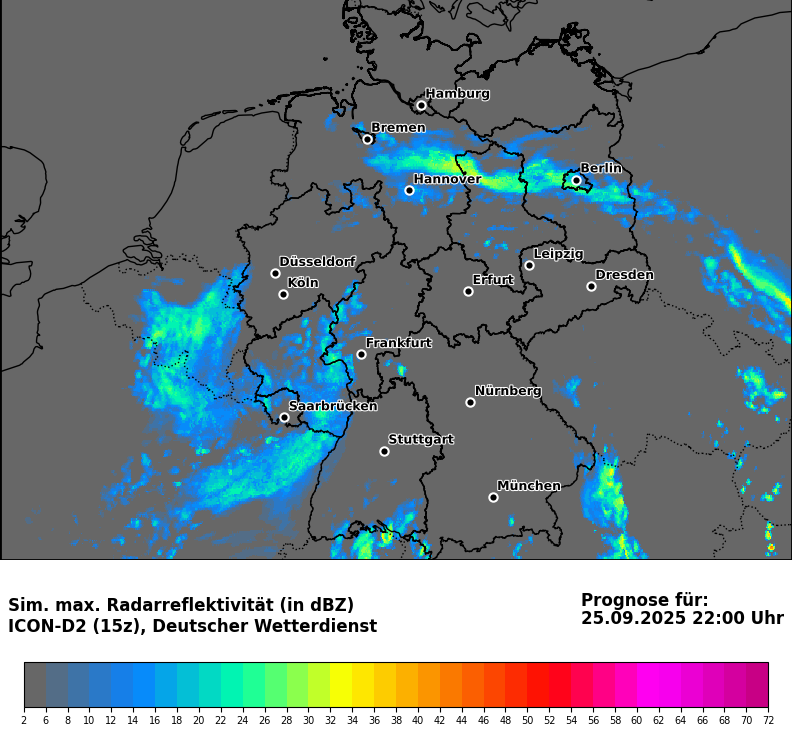 Hamburg
Bremen
Berlin
Hannover
Düsseldorf
Leipzig
Köln
Erfurt
Dresden
Frankfurt
Nürnberg
Saarbrücken
Stuttgart
München
Sim. max. Radarreflektivität (in dBZ)
ICON-D2 (15z), Deutscher Wetterdienst
Prognose für:
25.09.2025 22:00 Uhr
2 6 8 10 12 14 16 18 20 22 24 26 28 30 32 34 36 38 40 42 44 46 48 50 52 54 56 58 60 62 64 66 68 70 72